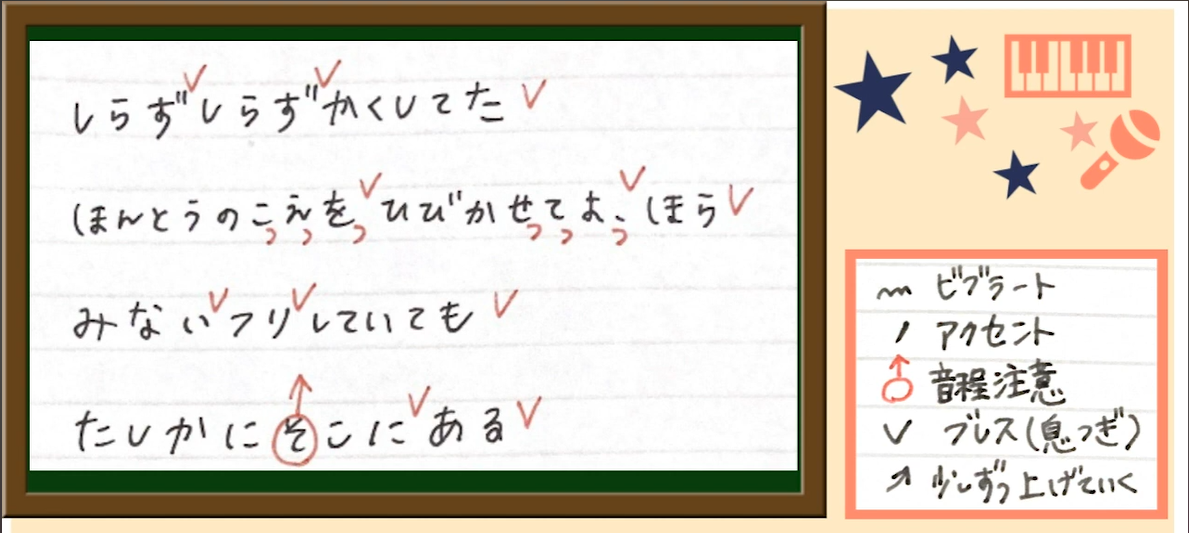 しらずしらずかくしてた
ほんとうのこえをひびかせてよ、ほら
みないフリしていても
たしかにそこにある
ビブラート
アクセント
音程注意
ブレス(息つぎ)
少しずつ上げていく